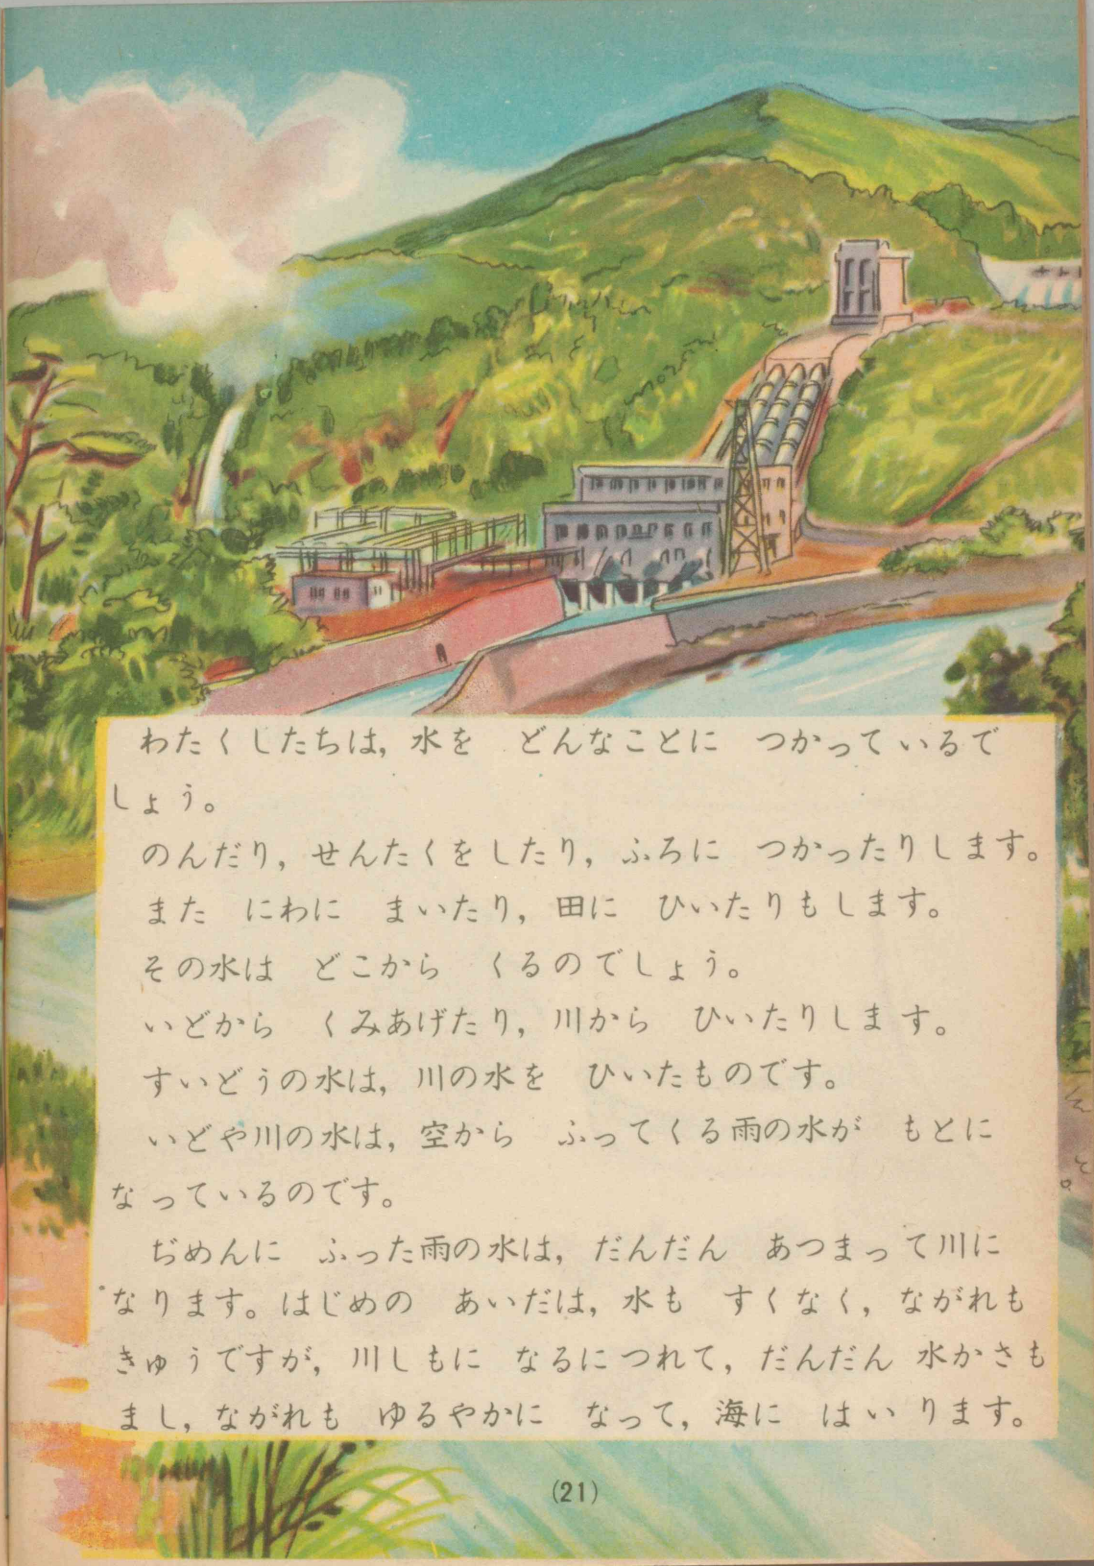 わたくしたちは，水を　どんなことに　つかっているで
しょう。
のんだり，せんたくをしたり，ふろに　つかったりします。
また　にわに　まいたり，田に　ひいたりもします。
その水は　どこから　くるのでしょう。
いどから　くみあげたり，川から　ひいたりします。
すいどうの水は，川の水を　ひいたものです。
いどや川の水は，空から　ふってくる雨の水が　もとに
なっているのです。
ぢめんに　ふった雨の水は，だんだん　あつまって川に
なります。はじめの　あいだは，水も　すくなく，ながれも
きゅうですが，川しもに　なるにつれて，だんだん　水かさも
まし，ながれも　ゆるやかに　なって，海に　はいります。
(21)